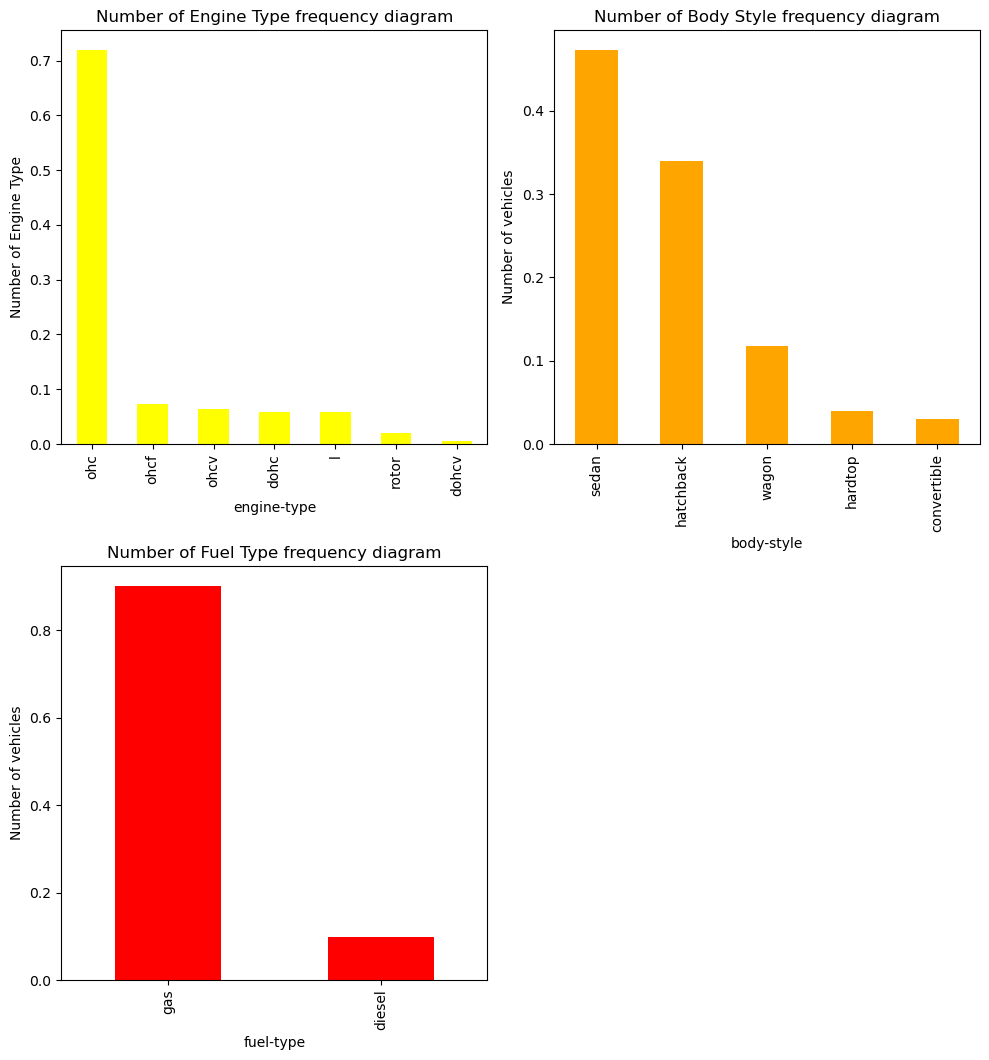 Number of Engine Type frequency diagram
Number of Engine Type
0.7
0.6
0.5
0.4
0.3
0.2
0.1
0.0
ohc
ohcf
ohcv
dohc
l
rotor
dohcv
engine-type
Number of Body Style frequency diagram
Number of vehicles
0.4
0.3
0.2
0.1
0.0
sedan
hatchback
wagon
hardtop
convertible
body-style
Number of Fuel Type frequency diagram
Number of vehicles
0.8
0.6
0.4
0.2
0.0
gas
diesel
fuel-type